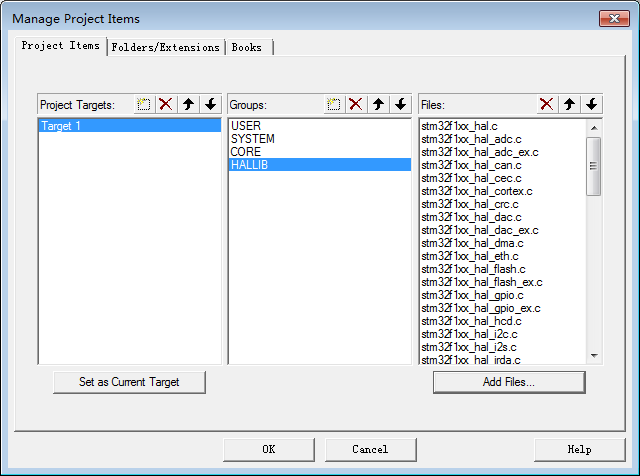 Manage Project Items
Project Items Folders/Extensions Books
Project Targets: Groups: Files:
Target 1
USER
SYSTEM
CORE
HALLIB
stm32f1xx_hal.c
stm32f1xx_hal_adc.c
stm32f1xx_hal_adc_ex.c
stm32f1xx_hal_can.c
stm32f1xx_hal_cec.c
stm32f1xx_hal_cortex.c
stm32f1xx_hal_crc.c
stm32f1xx_hal_dac.c
stm32f1xx_hal_dac_ex.c
stm32f1xx_hal_dma.c
stm32f1xx_hal_eth.c
stm32f1xx_hal_flash.c
stm32f1xx_hal_flash_ex.c
stm32f1xx_hal_gpio.c
stm32f1xx_hal_gpio_ex.c
stm32f1xx_hal_hcd.c
stm32f1xx_hal_i2c.c
stm32f1xx_hal_i2s.c
stm32f1xx_hal_irda.c
Set as Current Target Add Files...
OK Cancel Help